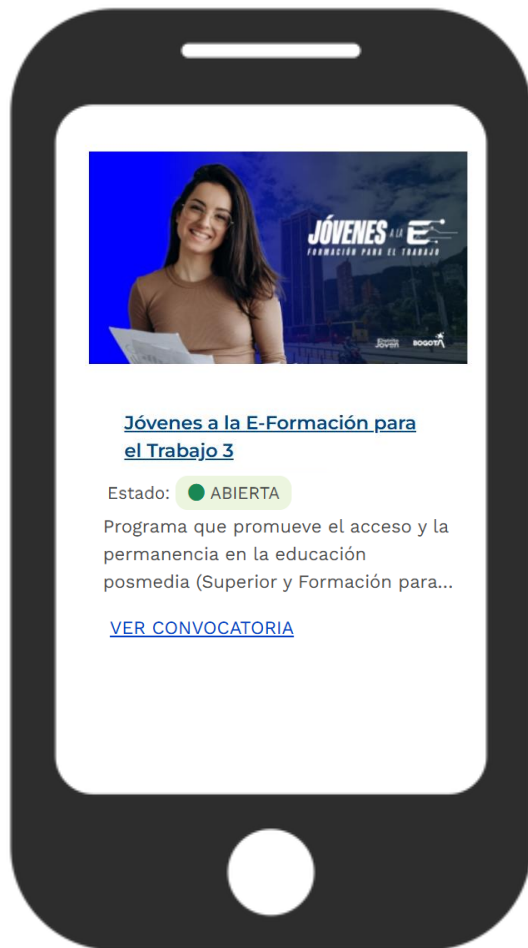 JÓVENES A LA E
FORMACIÓN PARA EL TRABAJO
Joven
BOGOTÁ
Jóvenes a la E-Formación para
el Trabajo 3
Estado: ABIERTA
Programa que promueve el acceso y la
permanencia en la educación
posmedia (Superior y Formación para...
VER CONVOCATORIA